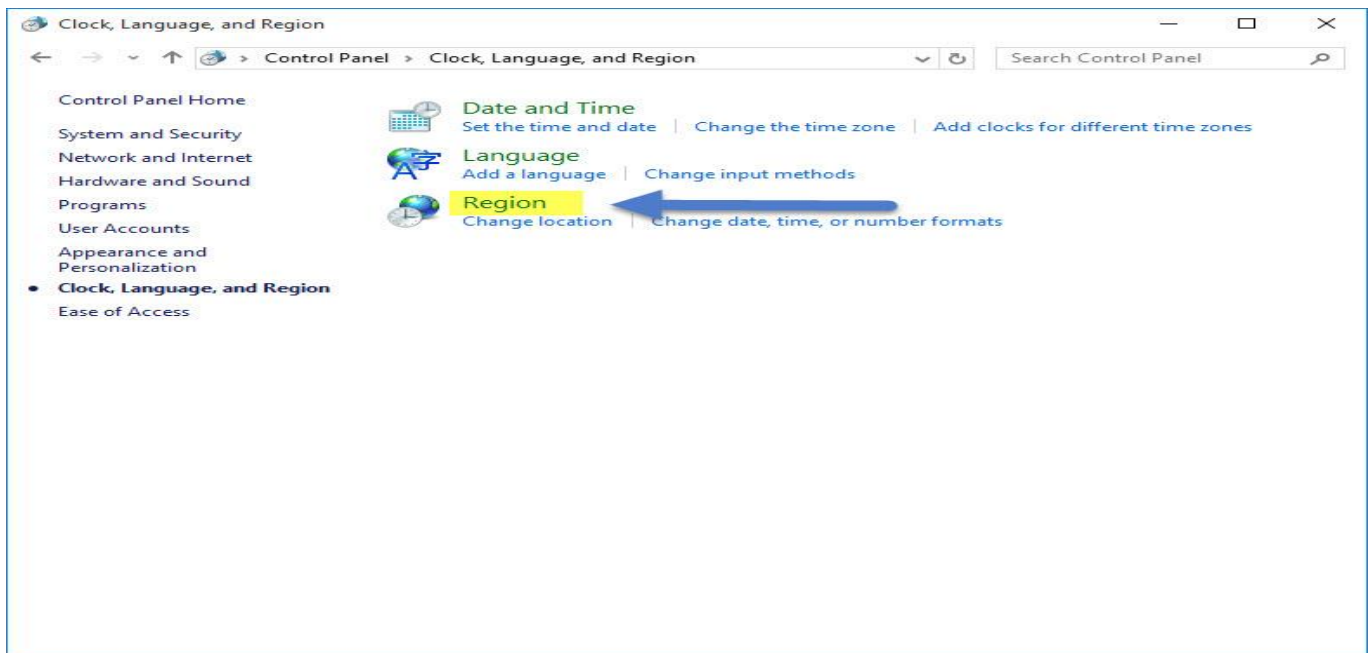 Clock, Language, and Region
Control Panel > Clock, Language, and Region
Search Control Panel
Control Panel Home
System and Security
Network and Internet
Hardware and Sound
Programs
User Accounts
Appearance and
Personalization
Clock, Language, and Region
Ease of Access
Date and Time
Set the time and date | Change the time zone | Add clocks for different time zones
Language
Add a language | Change input methods
Region
Change location | Change date, time, or number formats